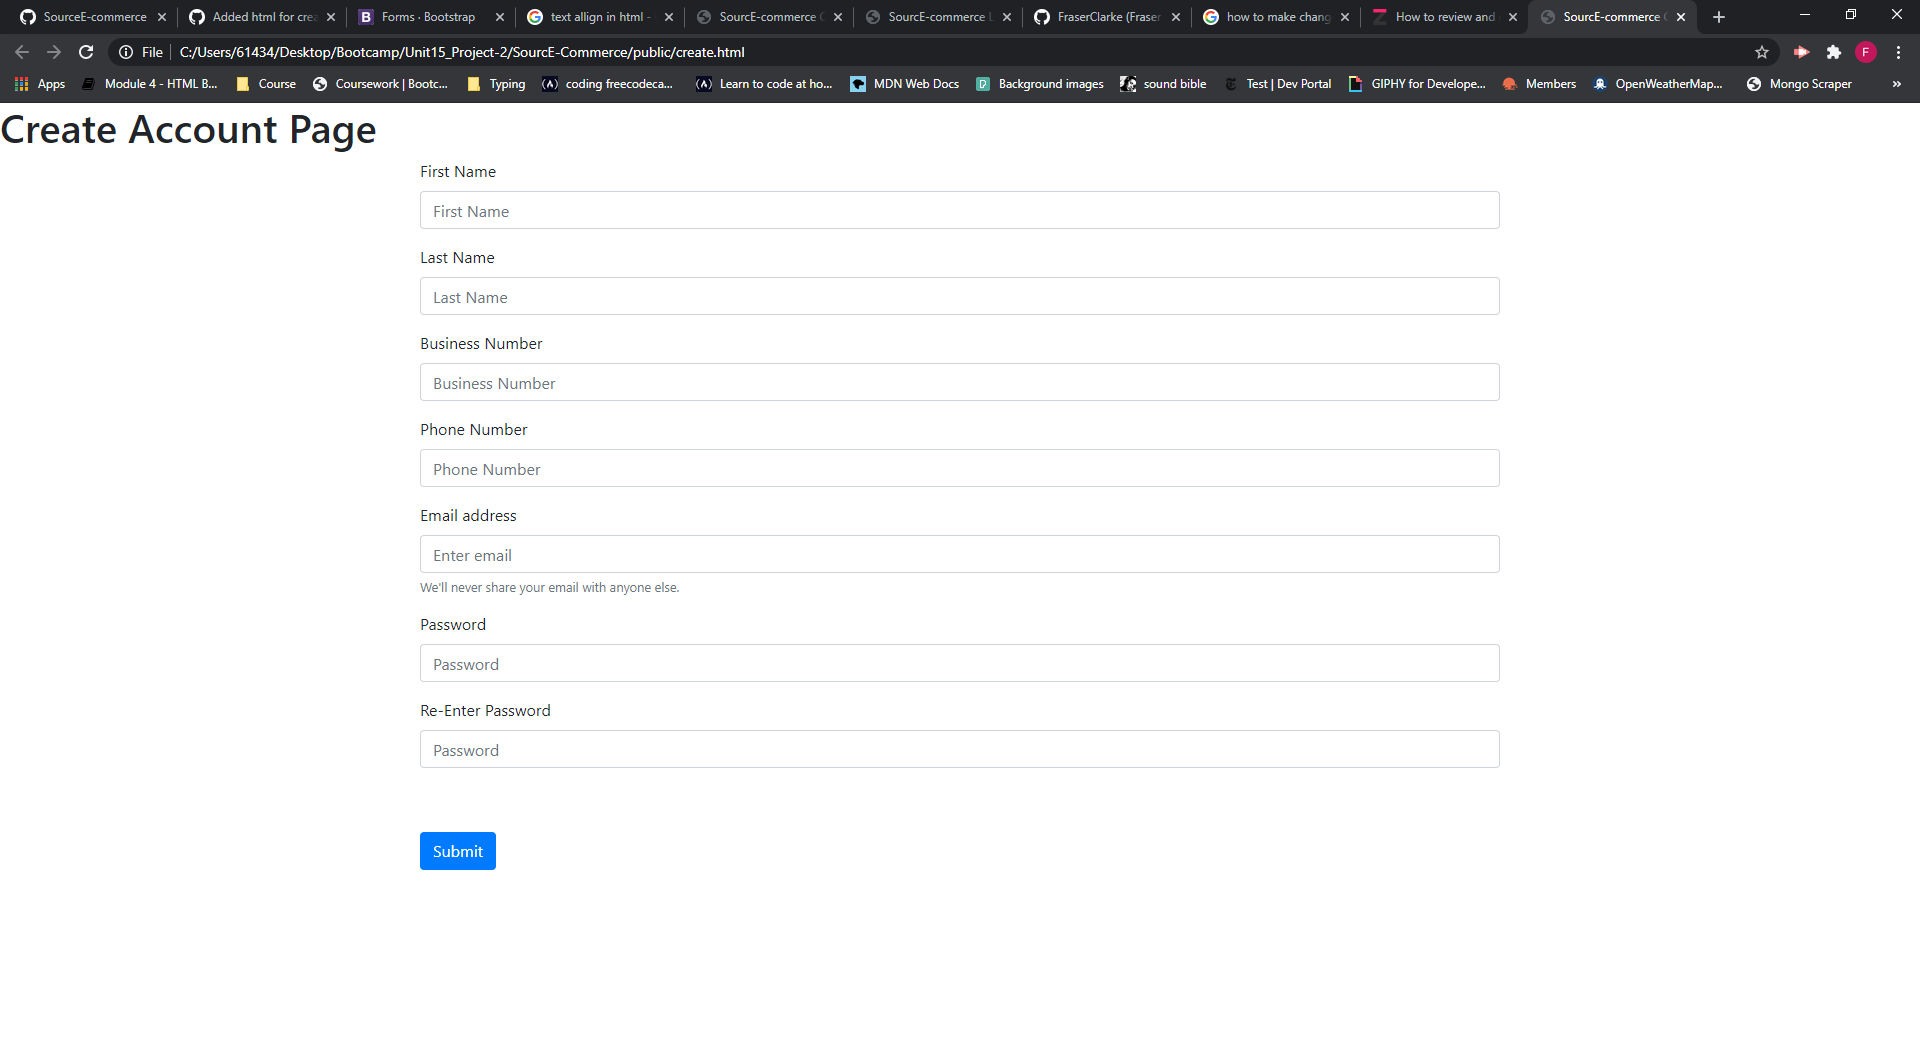 SourceE-commerce
Added html for crea
Forms · Bootstrap
text allign in html -
SourcE-commerce C
SourcE-commerce L
FraserClarke (Fraser
how to make chang
How to review and
SourcE-commerce C
File
C:/Users/61434/Desktop/Bootcamp/Unit15_Project-2/SourcE-Commerce/public/create.html
F
Apps
Module 4 - HTML B...
Course
Coursework | Bootc...
Typing
coding freecodeca...
Learn to code at ho...
MDN Web Docs
Background images
sound bible
Test | Dev Portal
GIPHY for Develope...
Members
OpenWeatherMap...
Mongo Scraper
»
Create Account Page
First Name
First Name
Last Name
Last Name
Business Number
Business Number
Phone Number
Phone Number
Email address
Enter email
We'll never share your email with anyone else.
Password
Password
Re-Enter Password
Password
Submit